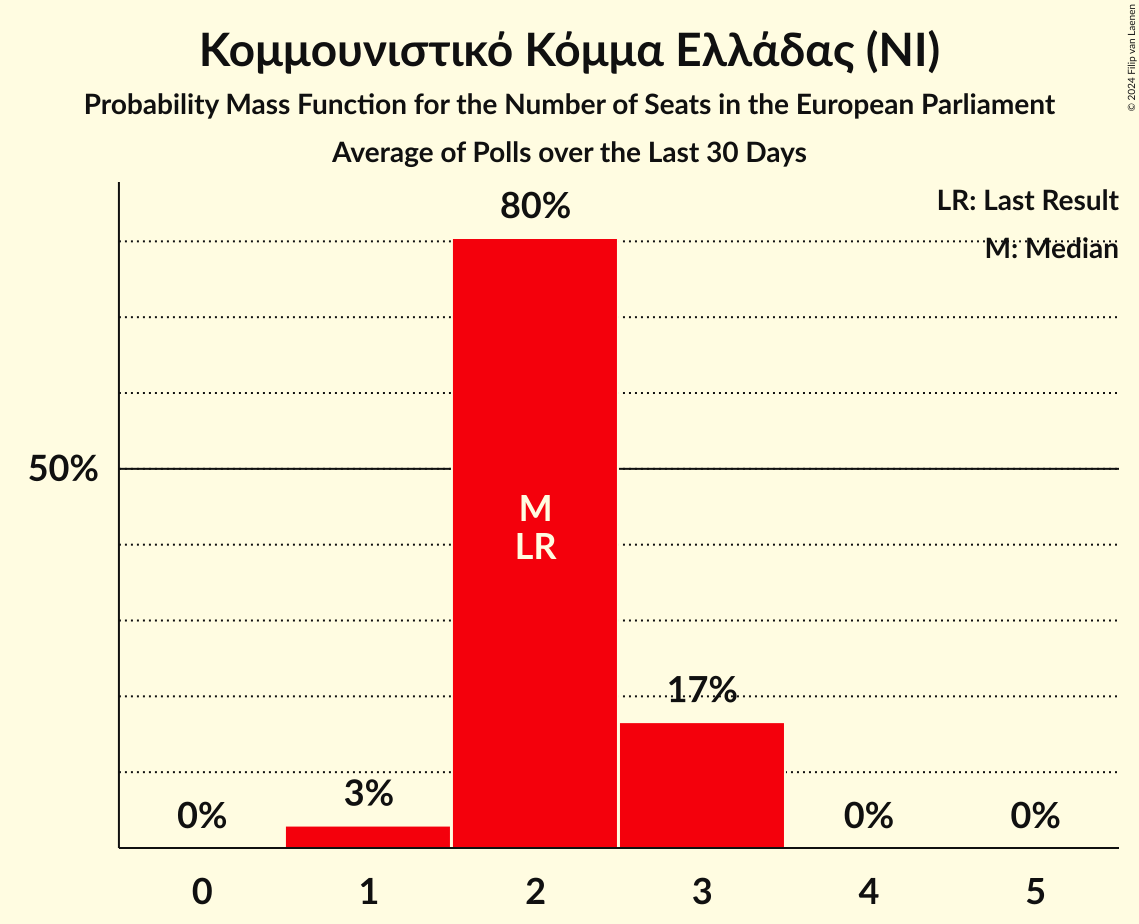 Κομμουνιστικό Κόμμα Ελλάδας (NI)
Probability Mass Function for the Number of Seats in the European Parliament
Average of Polls over the Last 30 Days
© 2024 Filip van Laenen
LR: Last Result
M: Median
80%
50%
M
LR
17%
3%
0%
0%
0%
0 1 2 3 4 5